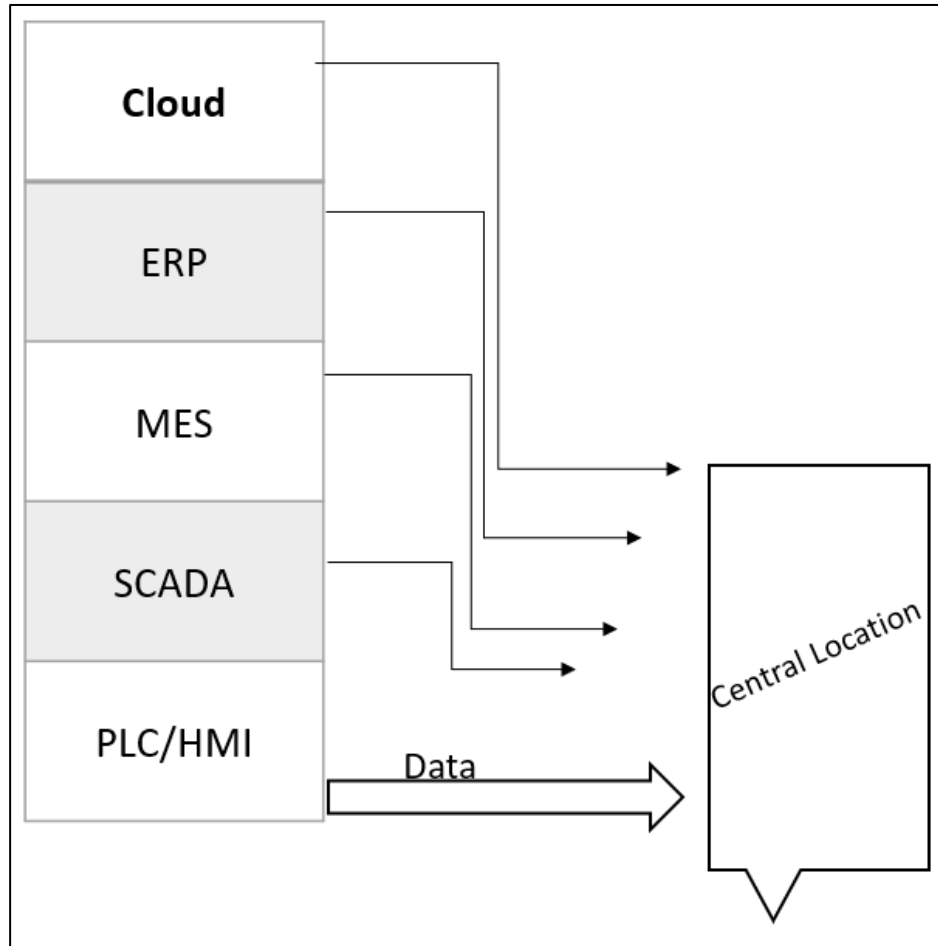 Cloud
ERP
MES
SCADA
PLC/HMI
Data
Central Location